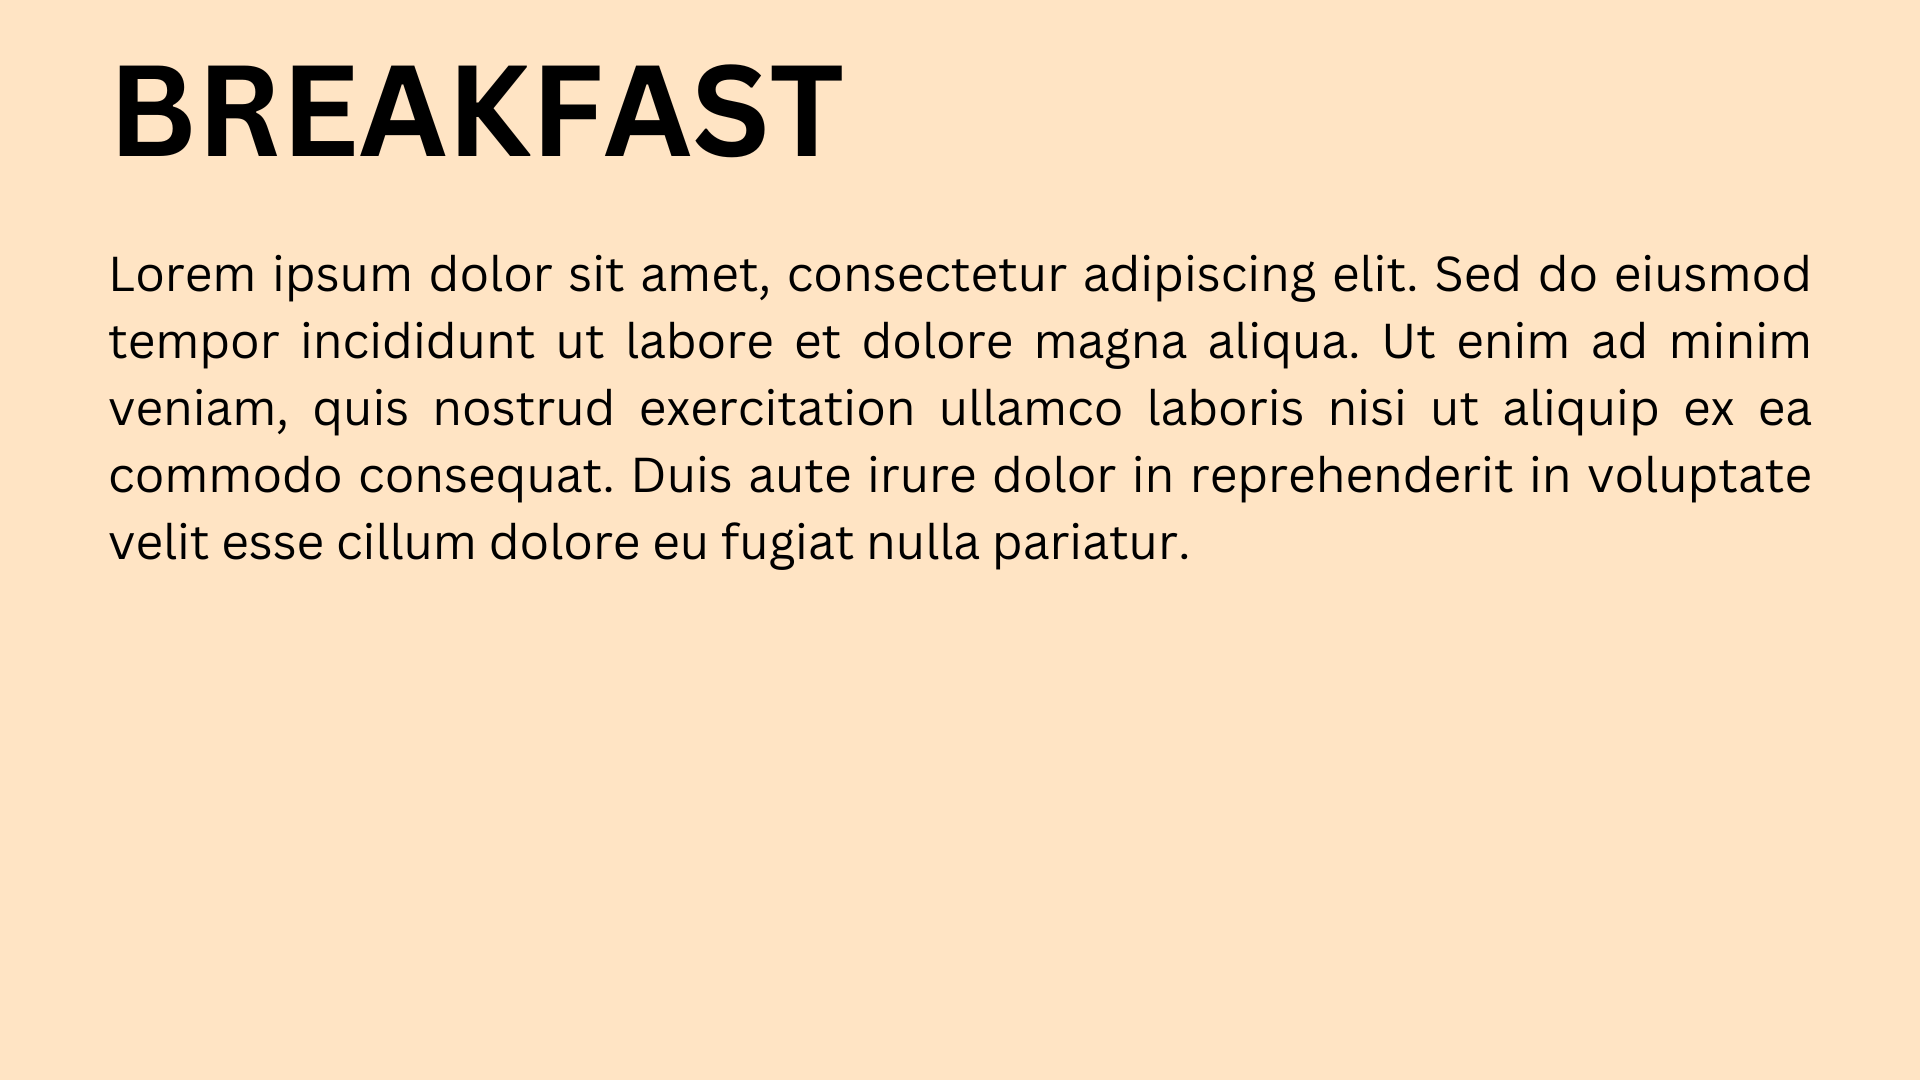 BREAKFAST
Lorem ipsum dolor sit amet, consectetur adipiscing elit. Sed do eiusmod
tempor incididunt ut labore et dolore magna aliqua. Ut enim ad minim
veniam, quis nostrud exercitation ullamco laboris nisi ut aliquip ex ea
commodo consequat. Duis aute irure dolor in reprehenderit in voluptate
velit esse cillum dolore eu fugiat nulla pariatur.